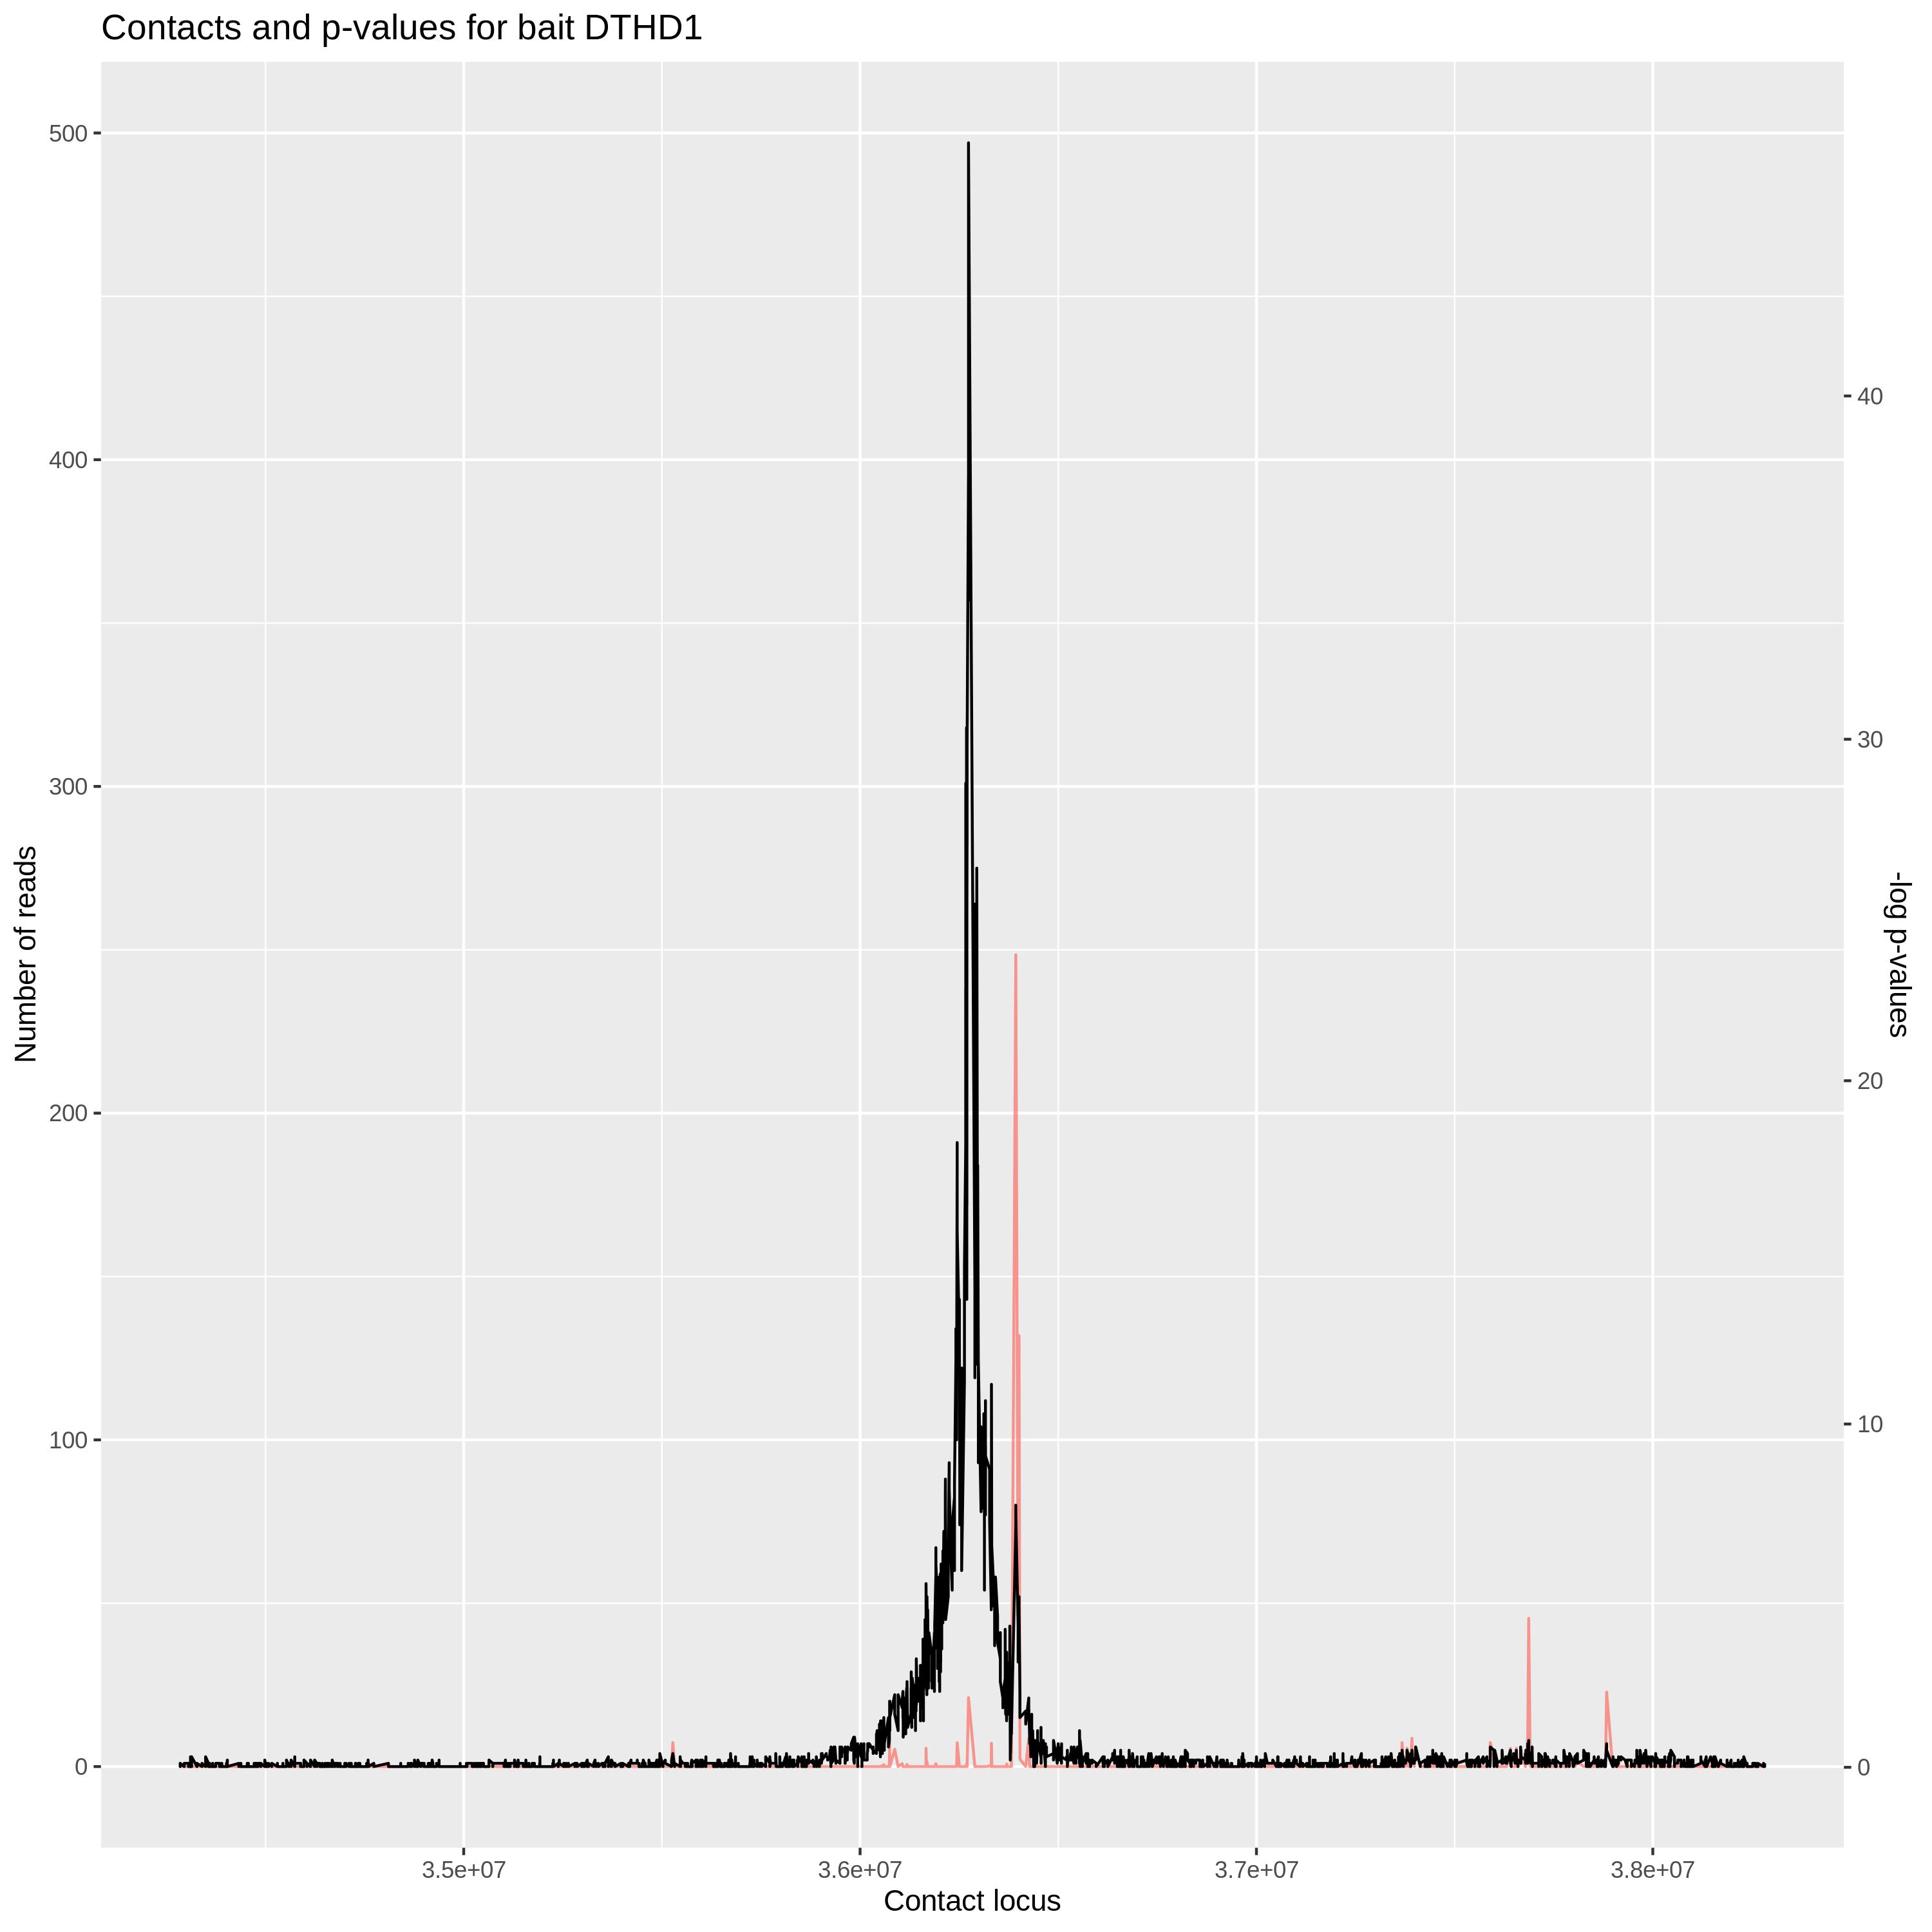 Contacts and p-values for bait DTHD1
Number of reads
500
400
300
200
100
0
40
30
20
10
0
-log p-values
3.5e+07
3.6e+07
3.7e+07
3.8e+07
Contact locus